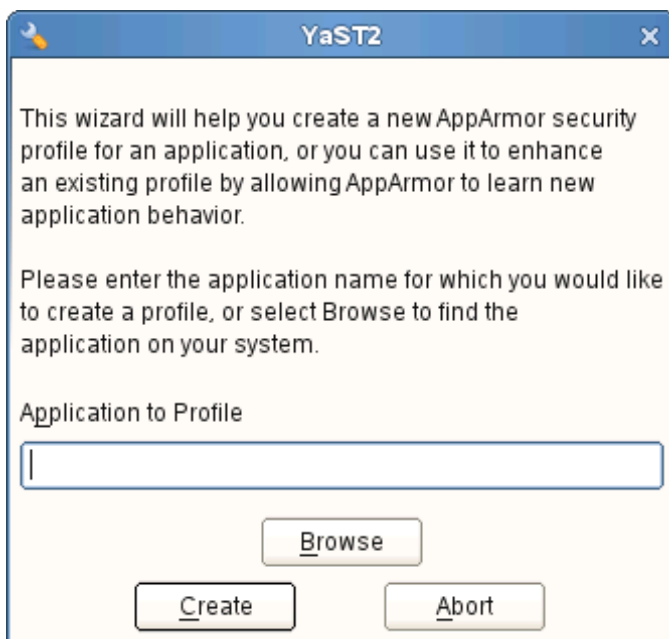 YaST2
This wizard will help you create a new AppArmor security
profile for an application, or you can use it to enhance
an existing profile by allowing AppArmor to learn new
application behavior.
Please enter the application name for which you would like
to create a profile, or select Browse to find the
application on your system.
Application to Profile
Browse
Create Abort